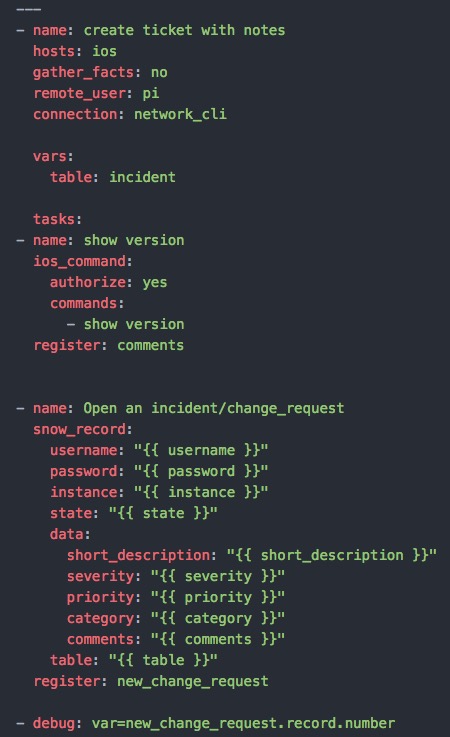 ---
- name: create ticket with notes
  hosts: ios
  gather_facts: no
  remote_user: pi
  connection: network_cli

  vars:
    table: incident

  tasks:
- name: show version
  ios_command:
    authorize: yes
    commands:
      - show version
  register: comments


- name: Open an incident/change_request
  snow_record:
    username: "{{ username }}"
    password: "{{ password }}"
    instance: "{{ instance }}"
    state: "{{ state }}"
    data:
      short_description: "{{ short_description }}"
      severity: "{{ severity }}"
      priority: "{{ priority }}"
      category: "{{ category }}"
      comments: "{{ comments }}"
    table: "{{ table }}"
  register: new_change_request

- debug: var=new_change_request.record.number